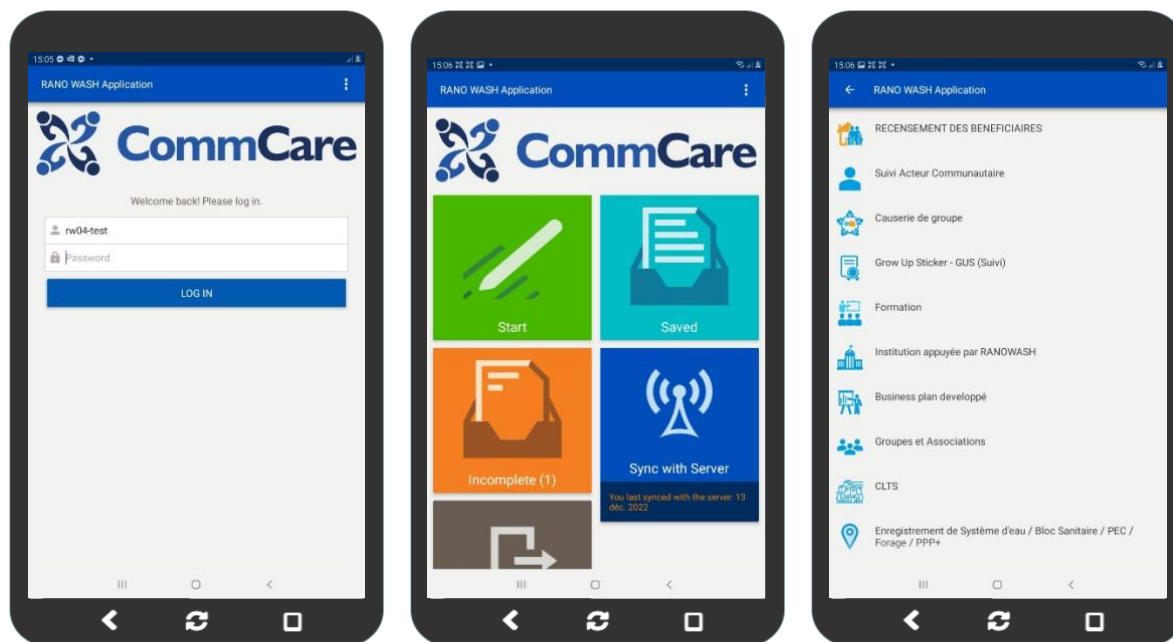 15:05
RANO WASH Application
CommCare
Welcome back! Please log in.
rw04-test
Password
LOG IN
15:06
RANO WASH Application
CommCare
Start
Saved
Incomplete (1)
Sync with Server
You last synced with the server: 13
déc. 2022
15:06
RANO WASH Application
RECENSEMENT DES BENEFICIAIRES
Suivi Acteur Communautaire
Causerie de groupe
Grow Up Sticker - GUS (Suivi)
Formation
Institution appuyée par RANOWASH
Business plan developpé
Groupes et Associations
CLTS
Enregistrement de Système d'eau / Bloc Sanitaire / PEC /
Forage / PPP+